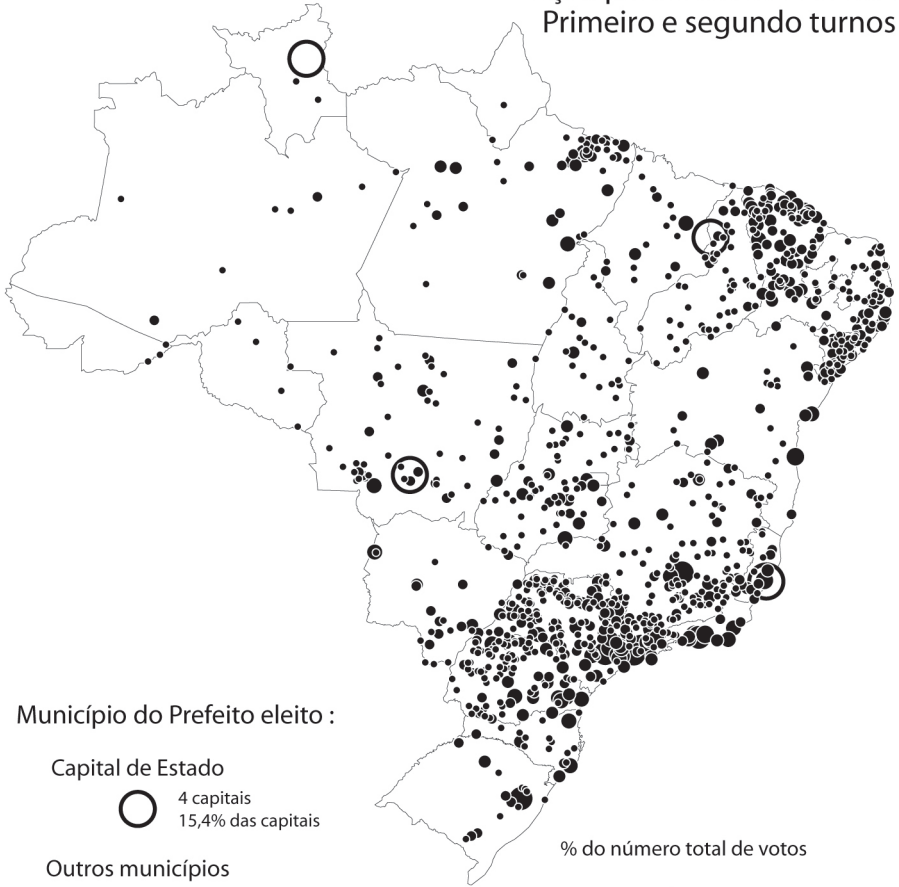 Primeiro e segundo turnos
Município do Prefeito eleito :
Capital de Estado
4 capitais
15,4% das capitais
Outros municípios
% do número total de votos